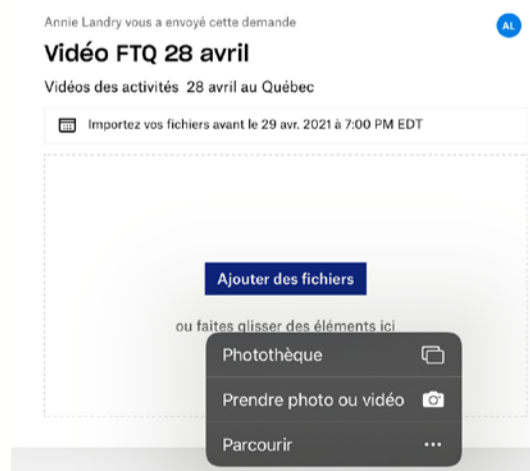 Annie Landry vous a envoyé cette demande
AL
Vidéo FTQ 28 avril
Vidéos des activités 28 avril au Québec
Importez vos fichiers avant le 29 avr. 2021 à 7:00 PM EDT
Ajouter des fichiers
ou faites glisser des éléments ici
Photothèque
Prendre photo ou vidéo
Parcourir